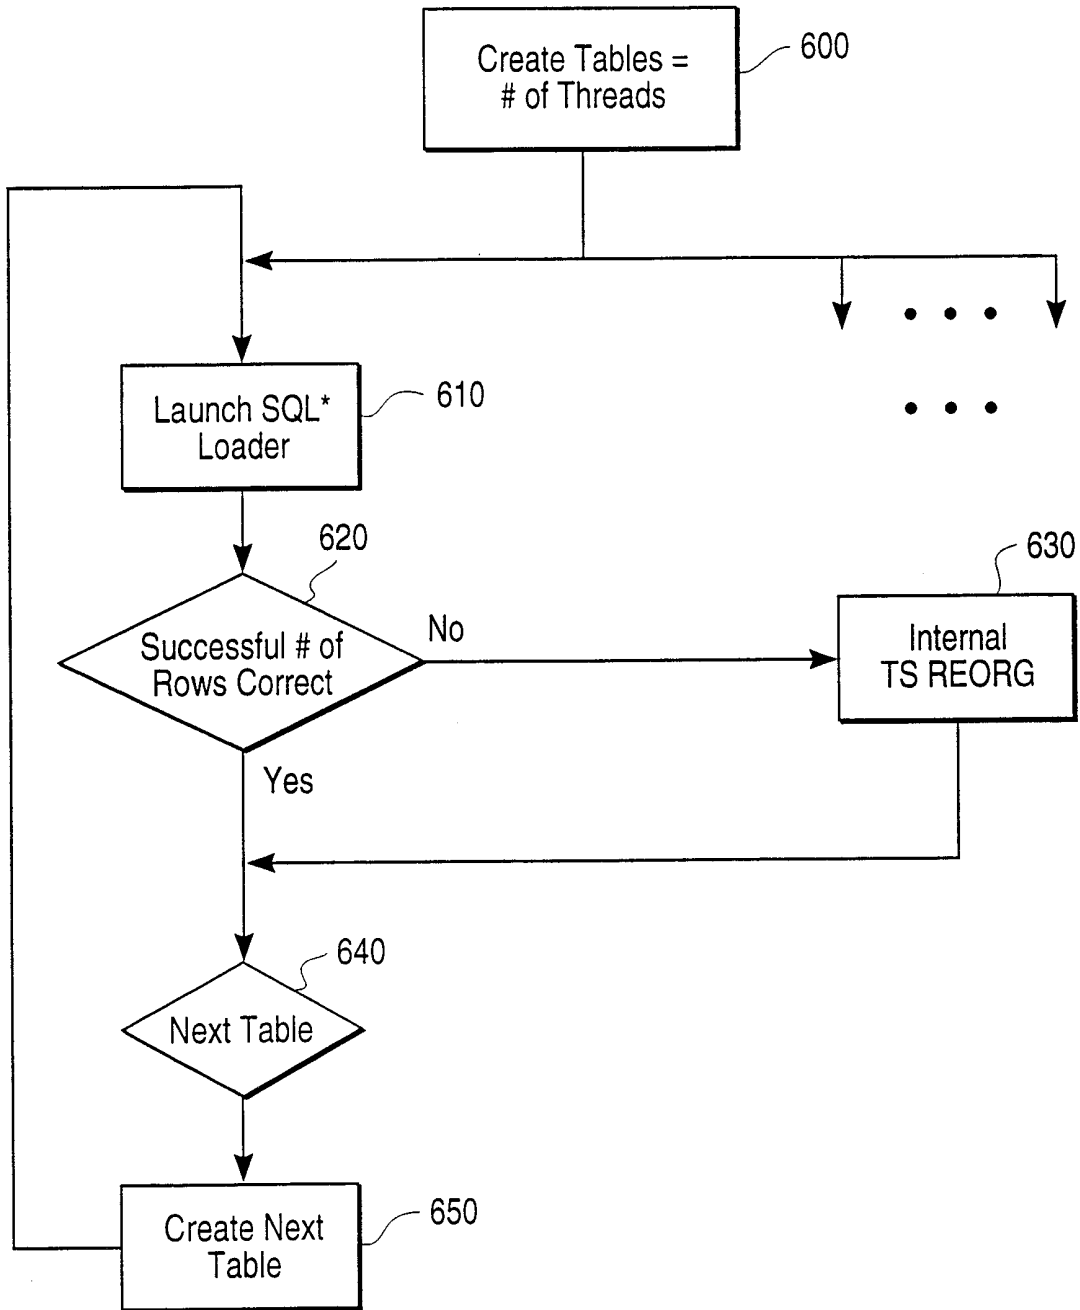 Create Tables =
# of Threads
600
Launch SQL*
Loader
610
620
Successful # of
Rows Correct
No
Yes
630
Internal
TS REORG
640
Next Table
650
Create Next
Table